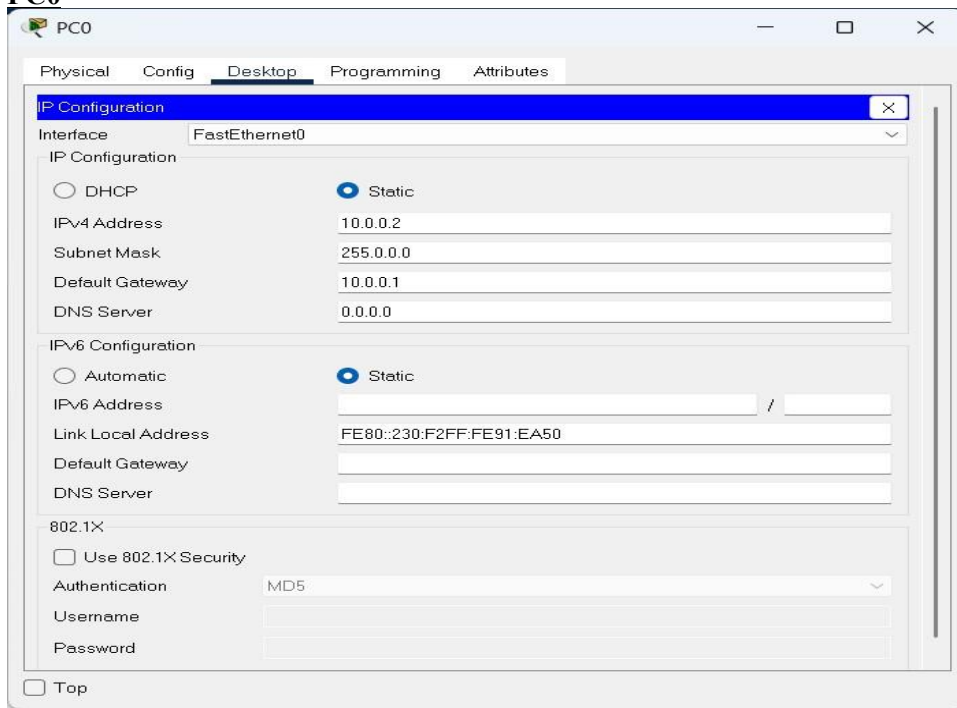 PC0
PC0
Physical Config Desktop Programming Attributes
IP Configuration X
Interface FastEthernet0
IP Configuration
DHCP Static
IPv4 Address 10.0.0.2
Subnet Mask 255.0.0.0
Default Gateway 10.0.0.1
DNS Server 0.0.0.0
IPv6 Configuration
Automatic Static
IPv6 Address /
Link Local Address FE80::230:F2FF:FE91:EA50
Default Gateway
DNS Server
802.1X
Use 802.1X Security
Authentication MD5
Username
Password
Top